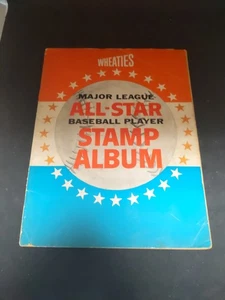 WHEATIES
MAJOR LEAGUE
ALL-STAR
BASEBALL PLAYER
STAMP
ALBUM